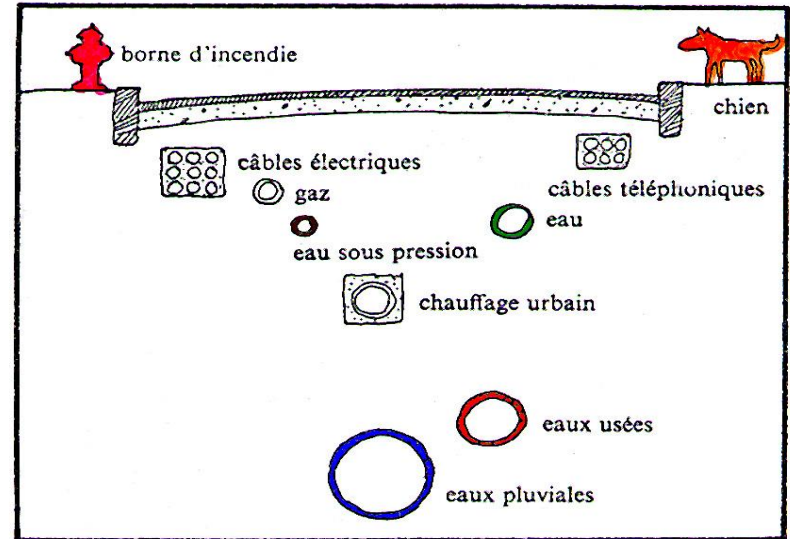 borne d'incendie
chien
câbles électriques
câbles téléphoniques
gaz
eau
eau sous pression
chauffage urbain
eaux usées
eaux pluviales